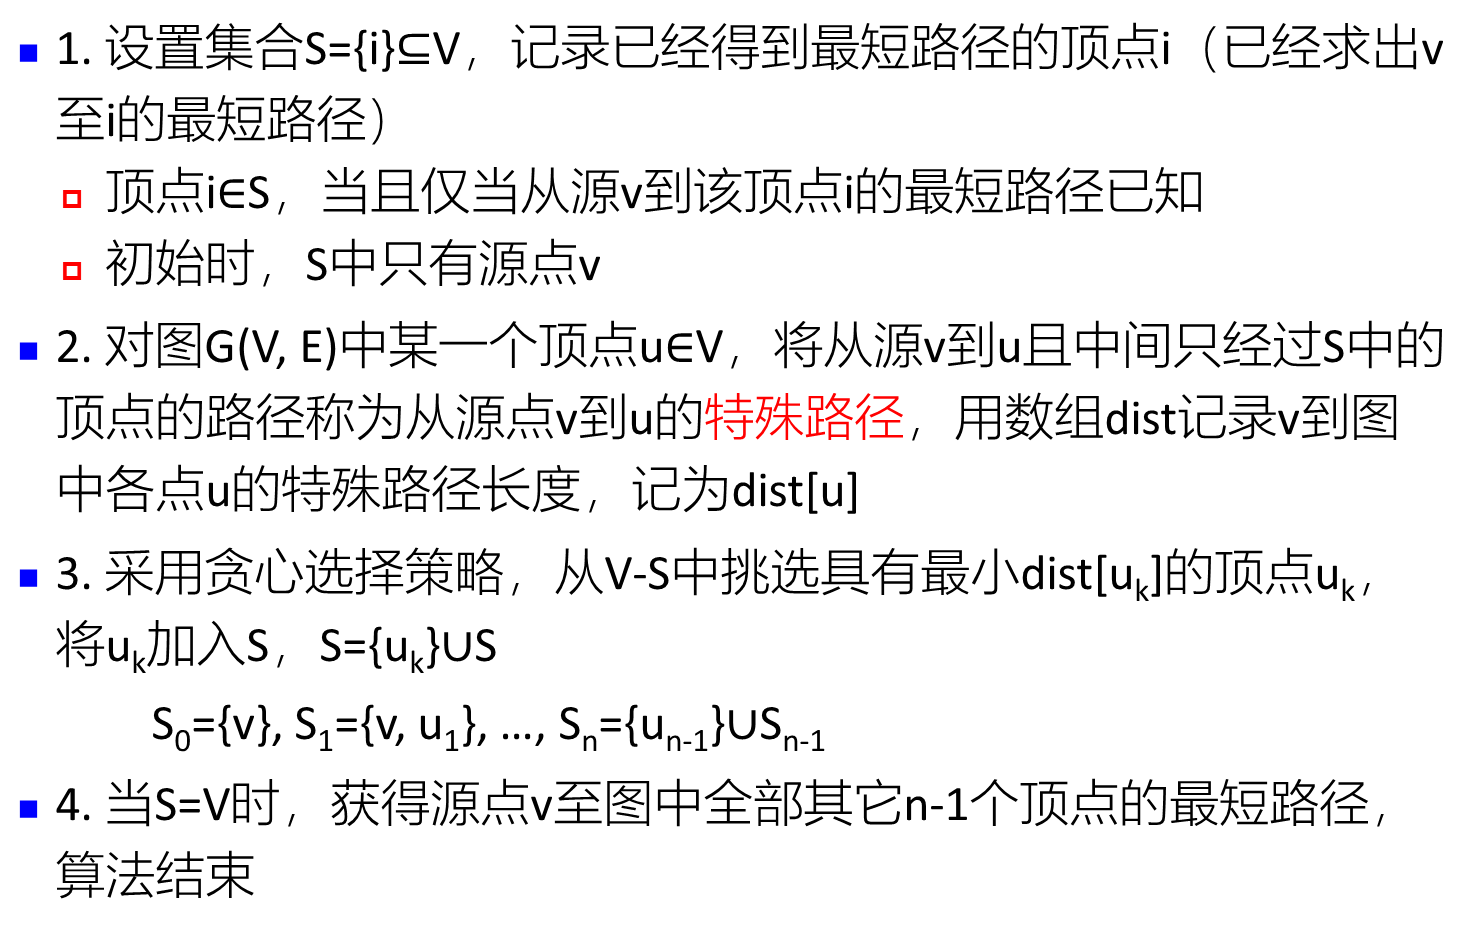 1. 设置集合S={i}⊆V，记录已经得到最短路径的顶点i（已经求出v
至i的最短路径）
顶点i∈S，当且仅当从源v到该顶点i的最短路径已知
初始时，S中只有源点v
2. 对图G(V, E)中某一个顶点u∈V，将从源v到u且中间只经过S中的
顶点的路径称为从源点v到u的特殊路径，用数组dist记录v到图
中各点u的特殊路径长度，记为dist[u]
3. 采用贪心选择策略，从V-S中挑选具有最小dist[uk]的顶点uk，
将uk加入S，S={uk}∪S
S0={v}, S1={v, u1}, …, Sn={un-1}∪Sn-1
4. 当S=V时，获得源点v至图中全部其它n-1个顶点的最短路径，
算法结束